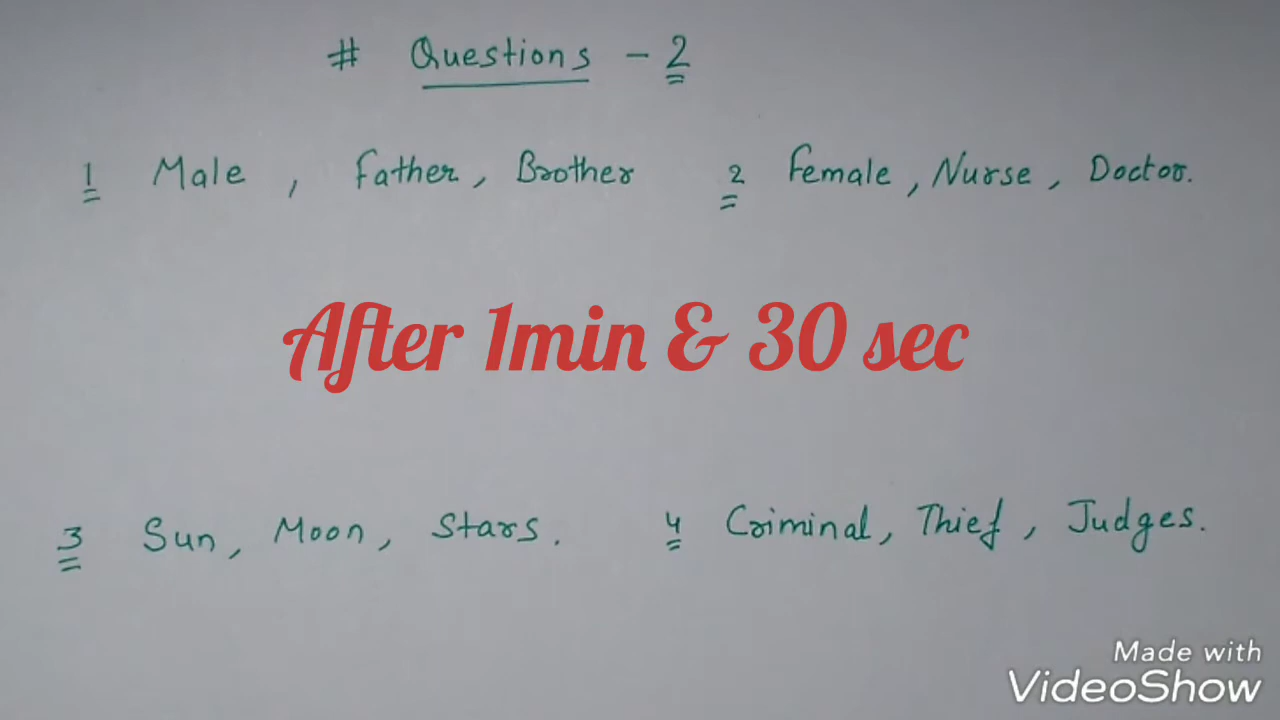 # Questions - 2
1 Male, Father, Brother
2 Female, Nurse, Doctor.
After 1min & 30 sec
3 Sun, Moon, Stars.
4 Criminal, Thief, Judges.
Made with
VideoShow